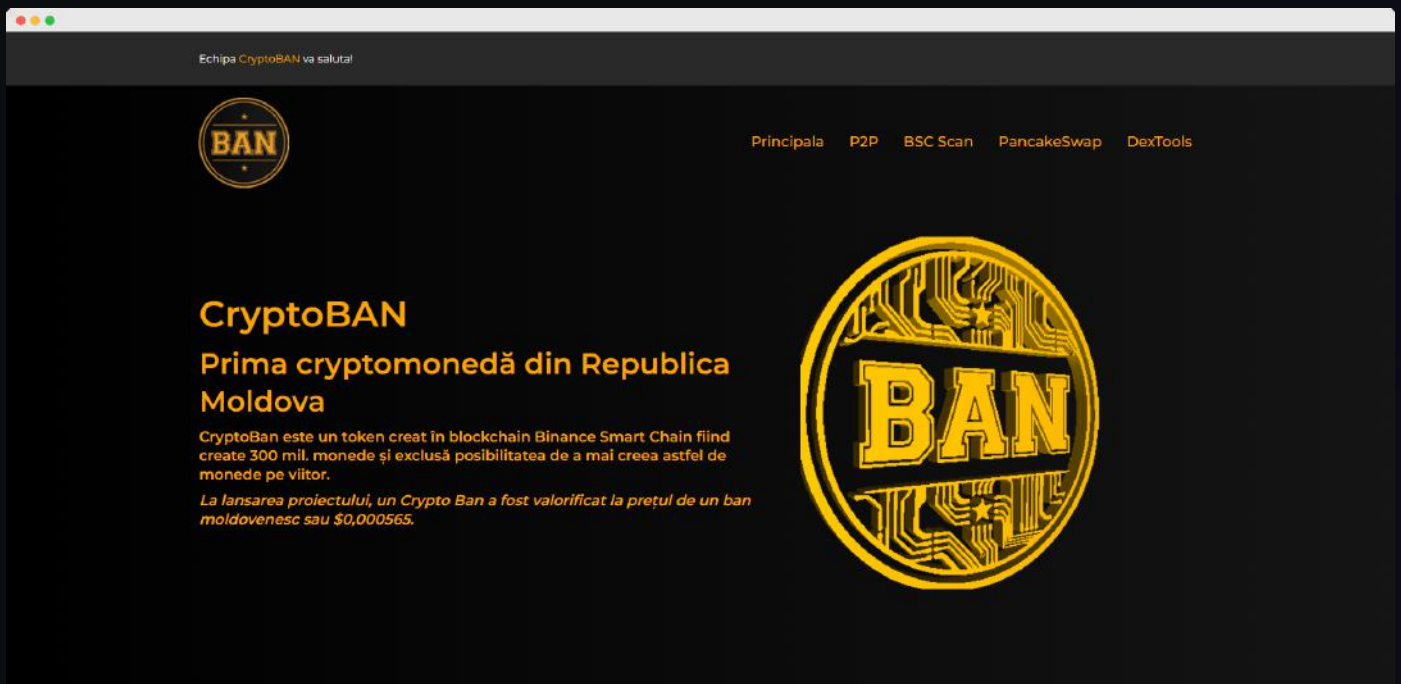 Echipa CryptoBAN va saluta!
BAN
Principala P2P BSC Scan PancakeSwap DexTools
CryptoBAN
Prima cryptomonedă din Republica
Moldova
CryptoBan este un token creat în blockchain Binance Smart Chain fiind
create 300 mil. monede și exclusă posibilitatea de a mai creea astfel de
monede pe viitor.
La lansarea proiectului, un Crypto Ban a fost valorificat la prețul de un ban
moldovenesc sau $0,000565.
BAN